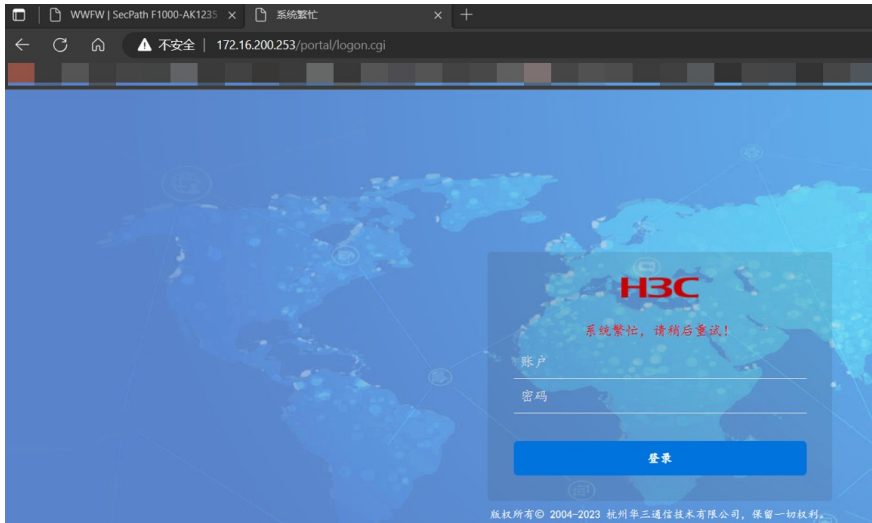 WWFW | SecPath F1000-AK1235
系统繁忙
不安全 | 172.16.200.253/portal/logon.cgi
H3C
系统繁忙，请稍后重试！
账户
密码
登录
版权所有© 2004-2023 杭州华三通信技术有限公司，保留一切权利。